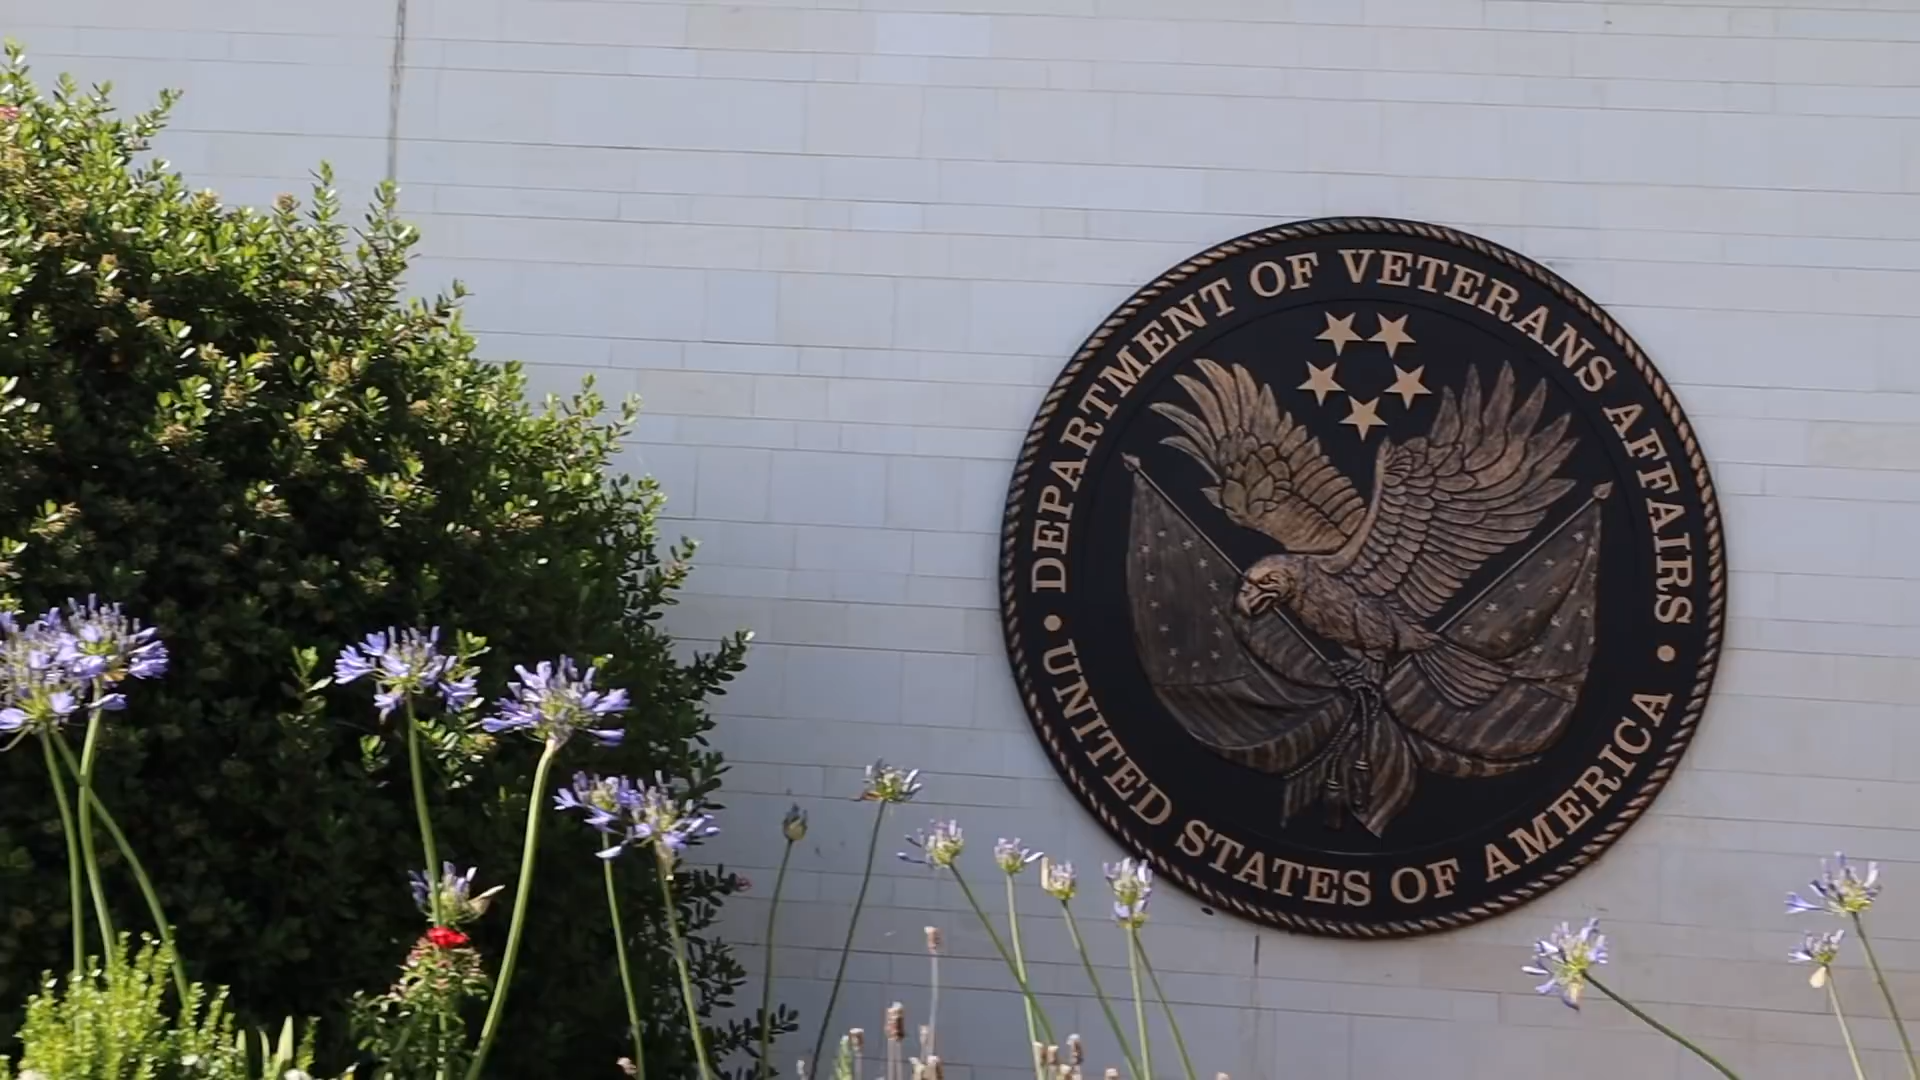 DEPARTMENT OF VETERANS AFFAIRS
UNITED STATES OF AMERICA